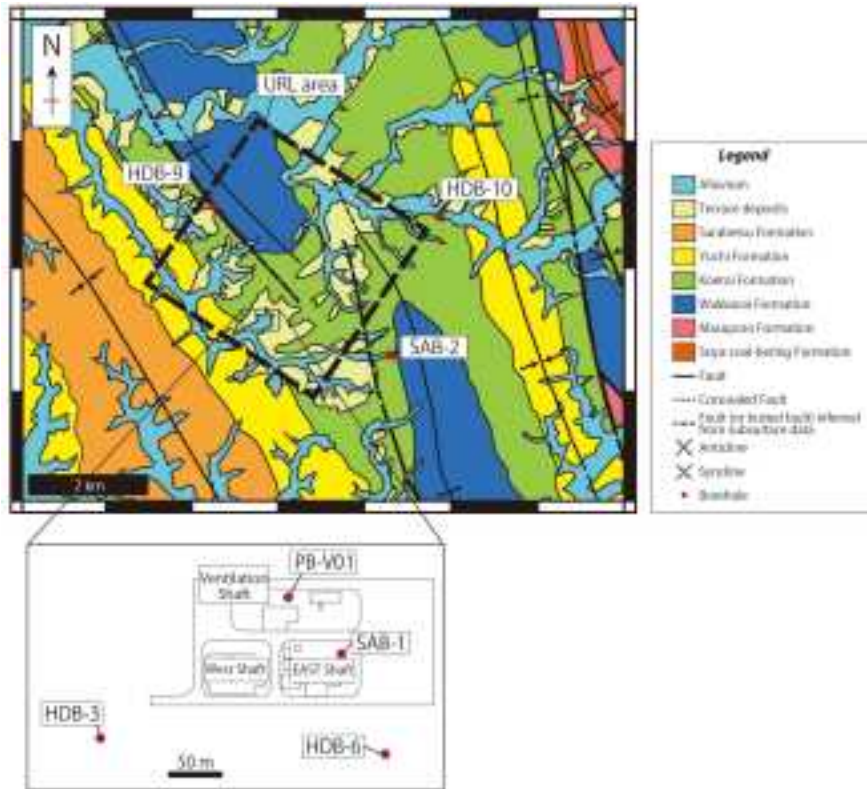 N
URL area
HDB-9
HDB-10
SAB-2
2 km
Legend
Alluvium
Terrace deposits
Sarabetsu Formation
Yuchi Formation
Koetoi Formation
Wakkanai Formation
Masuporo Formation
Soya coal-bearing Formation
Fault
Concealed Fault
Fault (or buried fault) inferred
from subsurface data
Anticline
Syncline
Borehole
PB-V01
Ventilation
Shaft
SAB-1
West Shaft
EAST Shaft
HDB-3
HDB-6
50 m